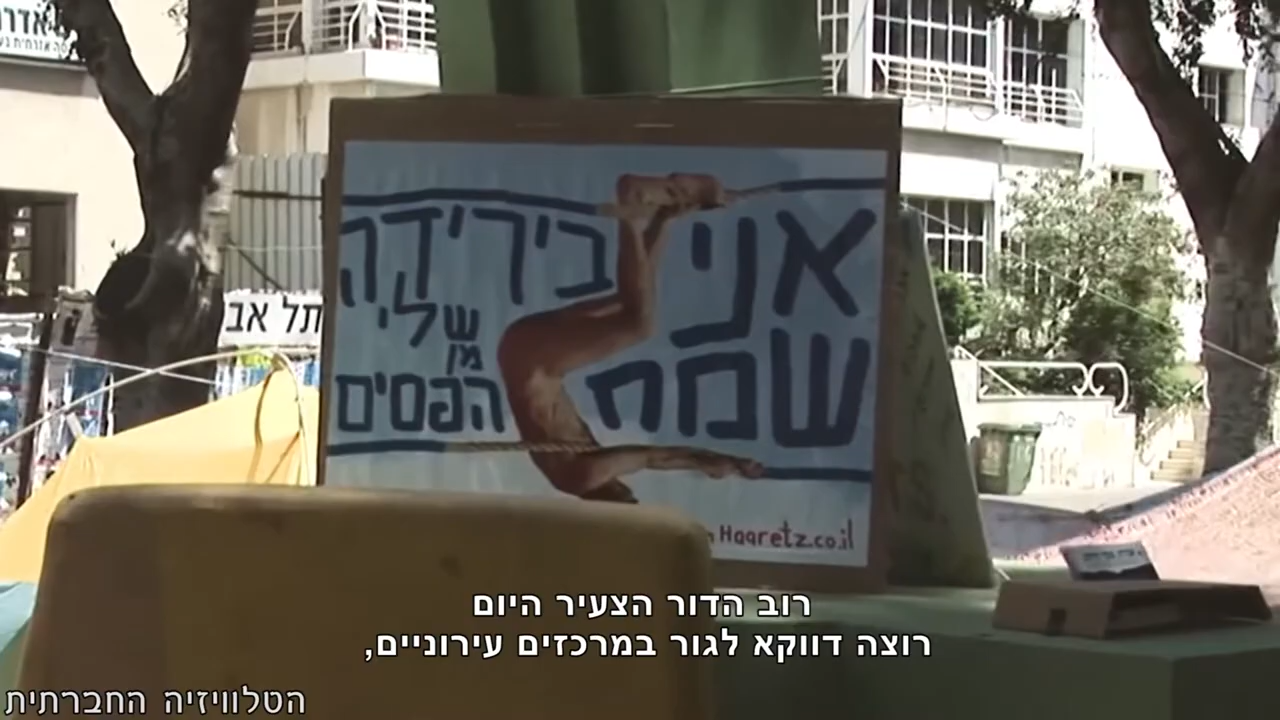 תל אב
אני בירידה
שלי
מן
שמח הפסים
Haaretz.co.il
רוב הדור הצעיר היום
רוצה דווקא לגור במרכזים עירוניים,
הטלוויזיה החברתית